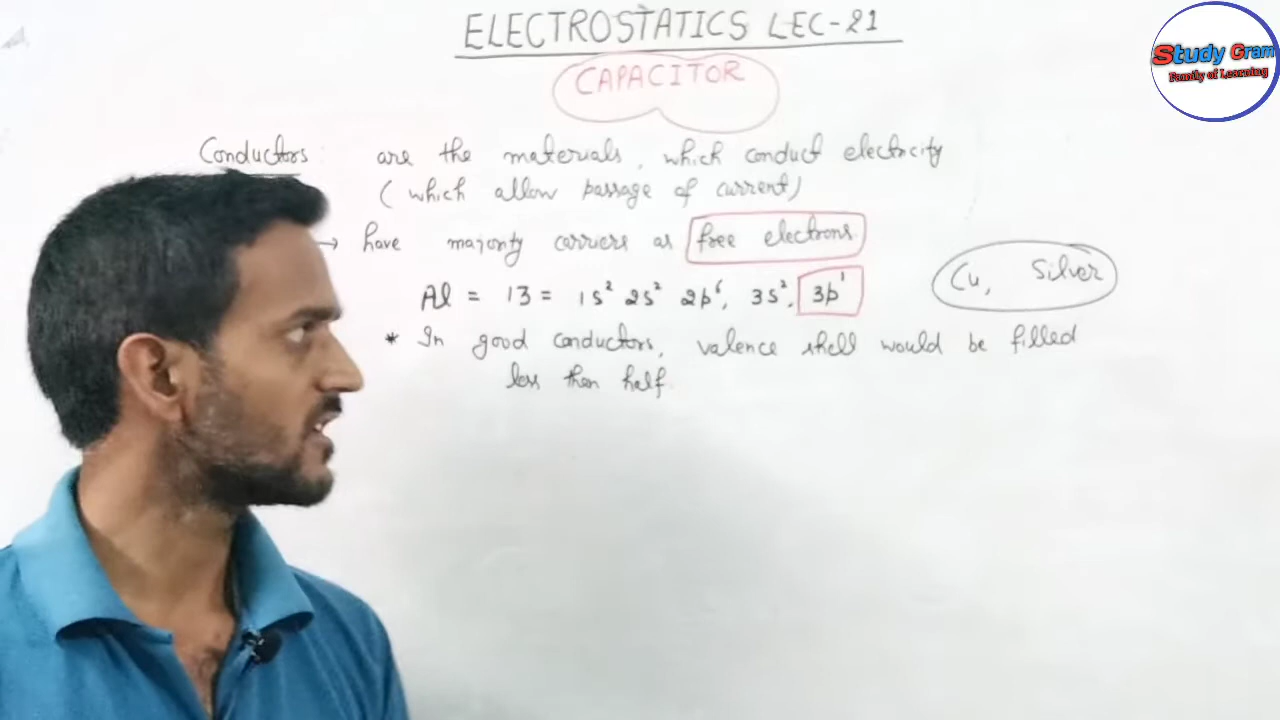 ELECTROSTATICS LEC-21
CAPACITOR
Study Gram
Family of Learning
Conductors: are the materials, which conduct electricity
(which allow passage of current)
→ have majority carriers as free electrons.
Al = 13 = 1s² 2s² 2p⁶, 3s², 3p¹
Cu, Silver
* In good conductors, valence shell would be filled
less then half.